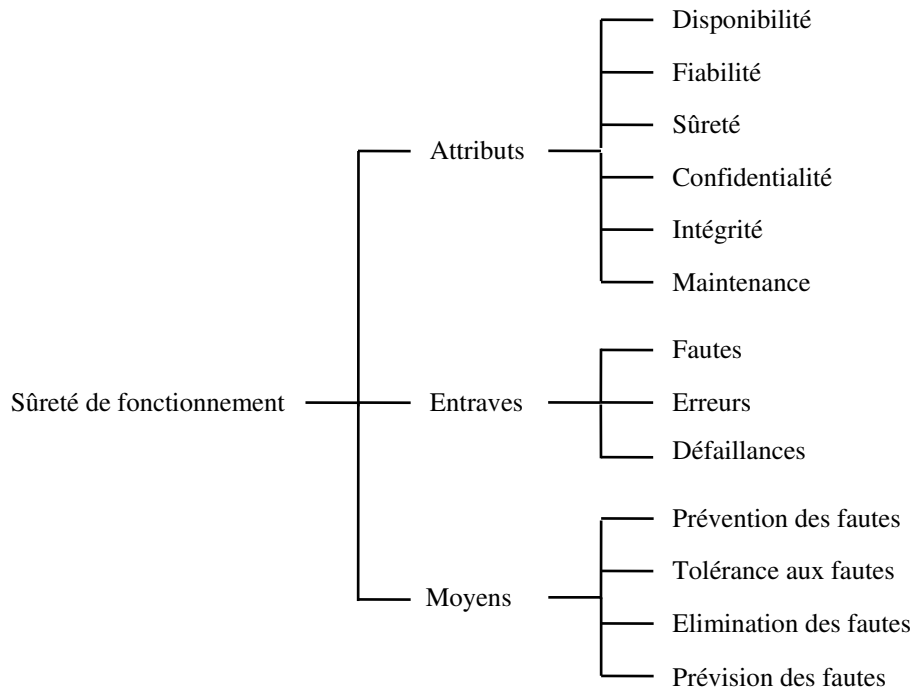 Disponibilité
Fiabilité
Sûreté
Attributs
Confidentialité
Intégrité
Maintenance
Fautes
Sûreté de fonctionnement
Entraves
Erreurs
Défaillances
Prévention des fautes
Tolérance aux fautes
Moyens
Elimination des fautes
Prévision des fautes